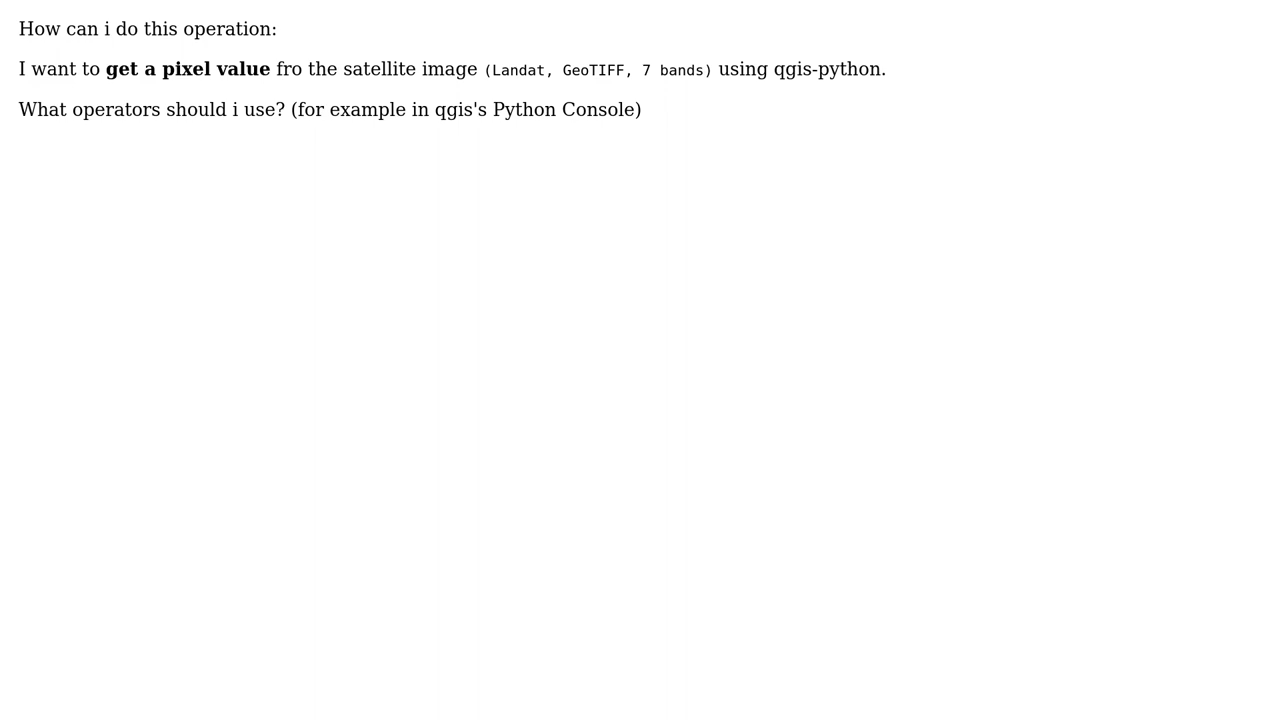 How can i do this operation:
I want to get a pixel value fro the satellite image (Landat, GeoTIFF, 7 bands) using qgis-python.
What operators should i use? (for example in qgis's Python Console)